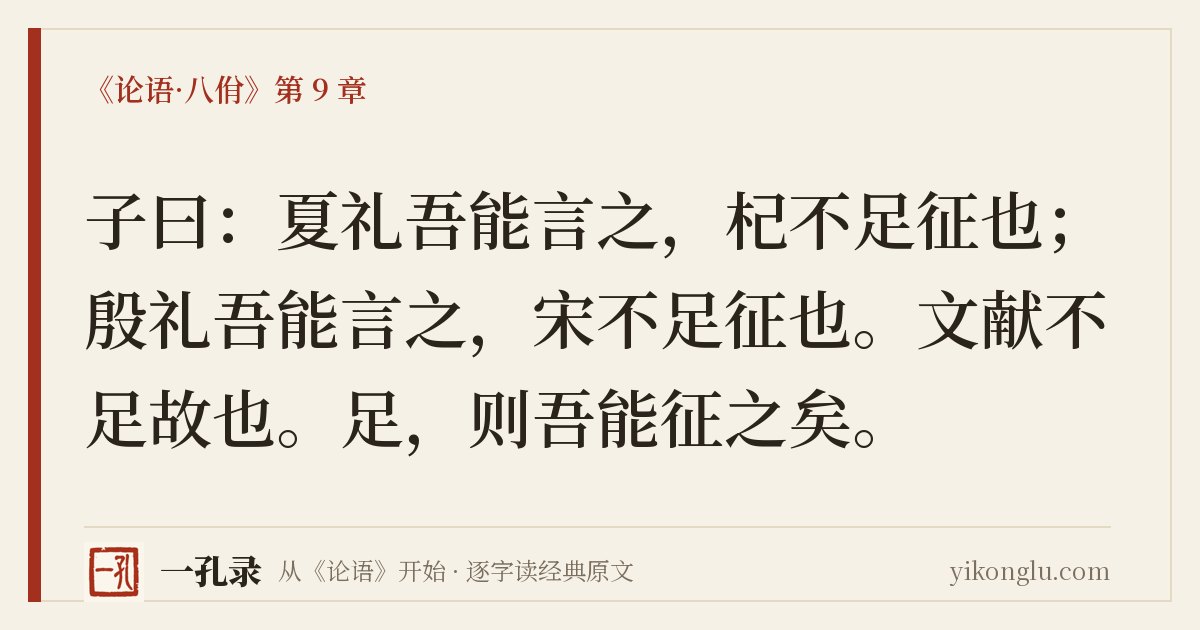 《论语·八佾》第 9 章
子曰：夏礼吾能言之，杞不足征也；
殷礼吾能言之，宋不足征也。文献不
足故也。足，则吾能征之矣。
一孔
一孔录 从《论语》开始 · 逐字读经典原文 yikonglu.com